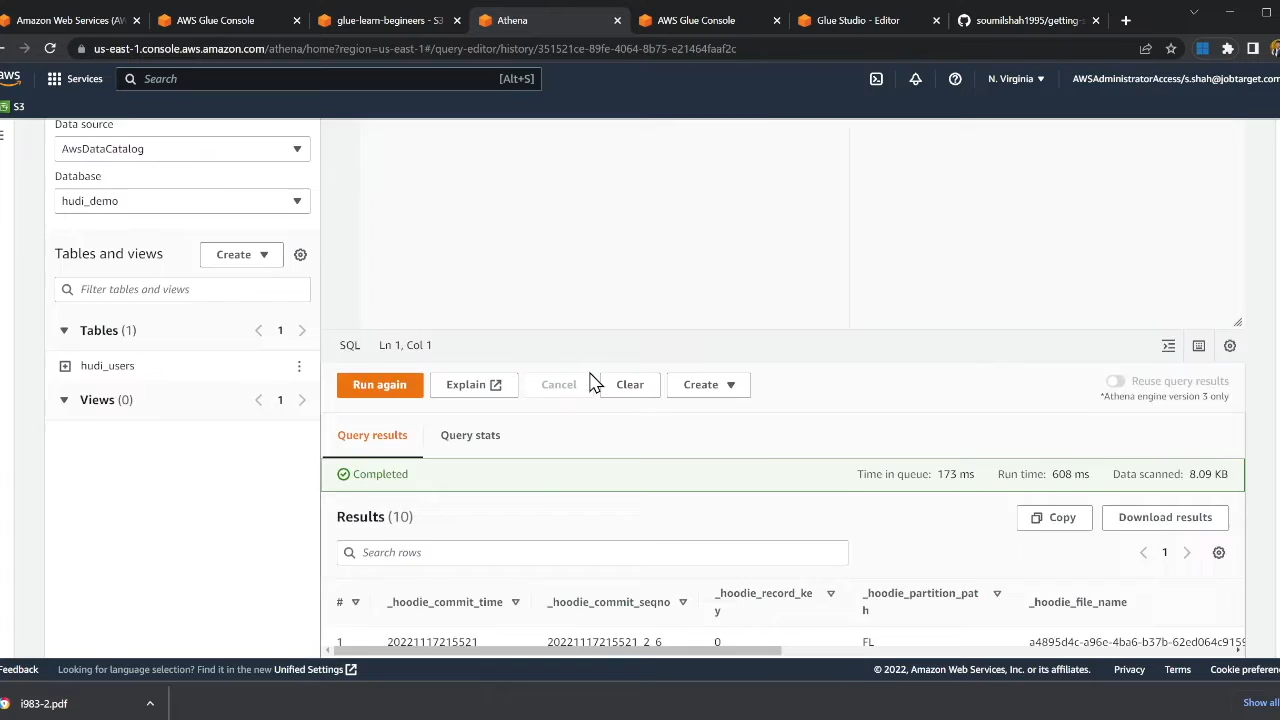 Amazon Web Services (AWS)
AWS Glue Console
glue-learn-begineers - S3
Athena
AWS Glue Console
Glue Studio - Editor
soumilshah1995/getting-s
us-east-1.console.aws.amazon.com/athena/home?region=us-east-1#/query-editor/history/351521ce-89fe-4064-8b75-e21464faaf2c
aws
Services
Search
[Alt+S]
N. Virginia
AWSAdministratorAccess/s.shah@jobtarget.com
S3
Data source
AwsDataCatalog
Database
hudi_demo
Tables and views
Create
Filter tables and views
Tables (1)
1
hudi_users
Views (0)
1
SQL
Ln 1, Col 1
Run again
Explain
Cancel
Clear
Create
Reuse query results
*Athena engine version 3 only
Query results
Query stats
Completed
Time in queue: 173 ms
Run time: 608 ms
Data scanned: 8.09 KB
Results (10)
Copy
Download results
Search rows
1
#
_hoodie_commit_time
_hoodie_commit_seqno
_hoodie_record_ke
y
_hoodie_partition_pat
h
_hoodie_file_name
1
20221117215521
20221117215521_2_6
0
FL
a4895d4c-a96e-4ba6-b37b-62ed064c9159
Feedback
Looking for language selection? Find it in the new Unified Settings
© 2022, Amazon Web Services, Inc. or its affiliates.
Privacy
Terms
Cookie preferen
i983-2.pdf
Show all